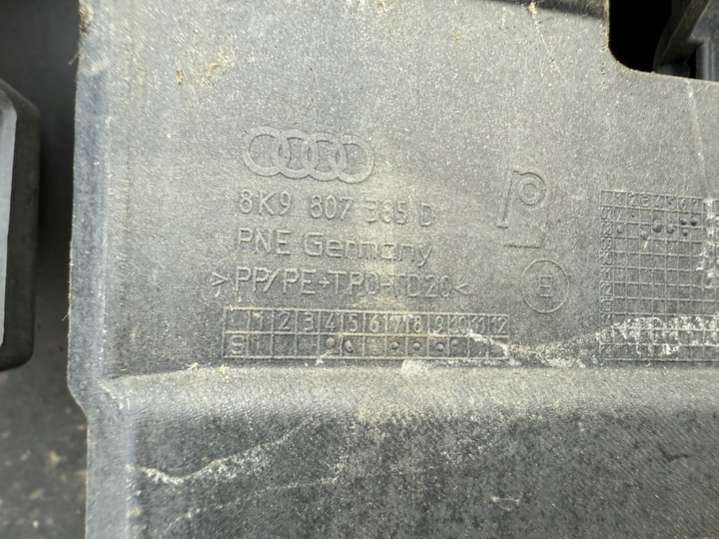 8K9 807 385 D
PNE Germany
>PP/PE+TPO-TD20<
E
1 2 3 4 5 6 7 8 9 10 11 12
S